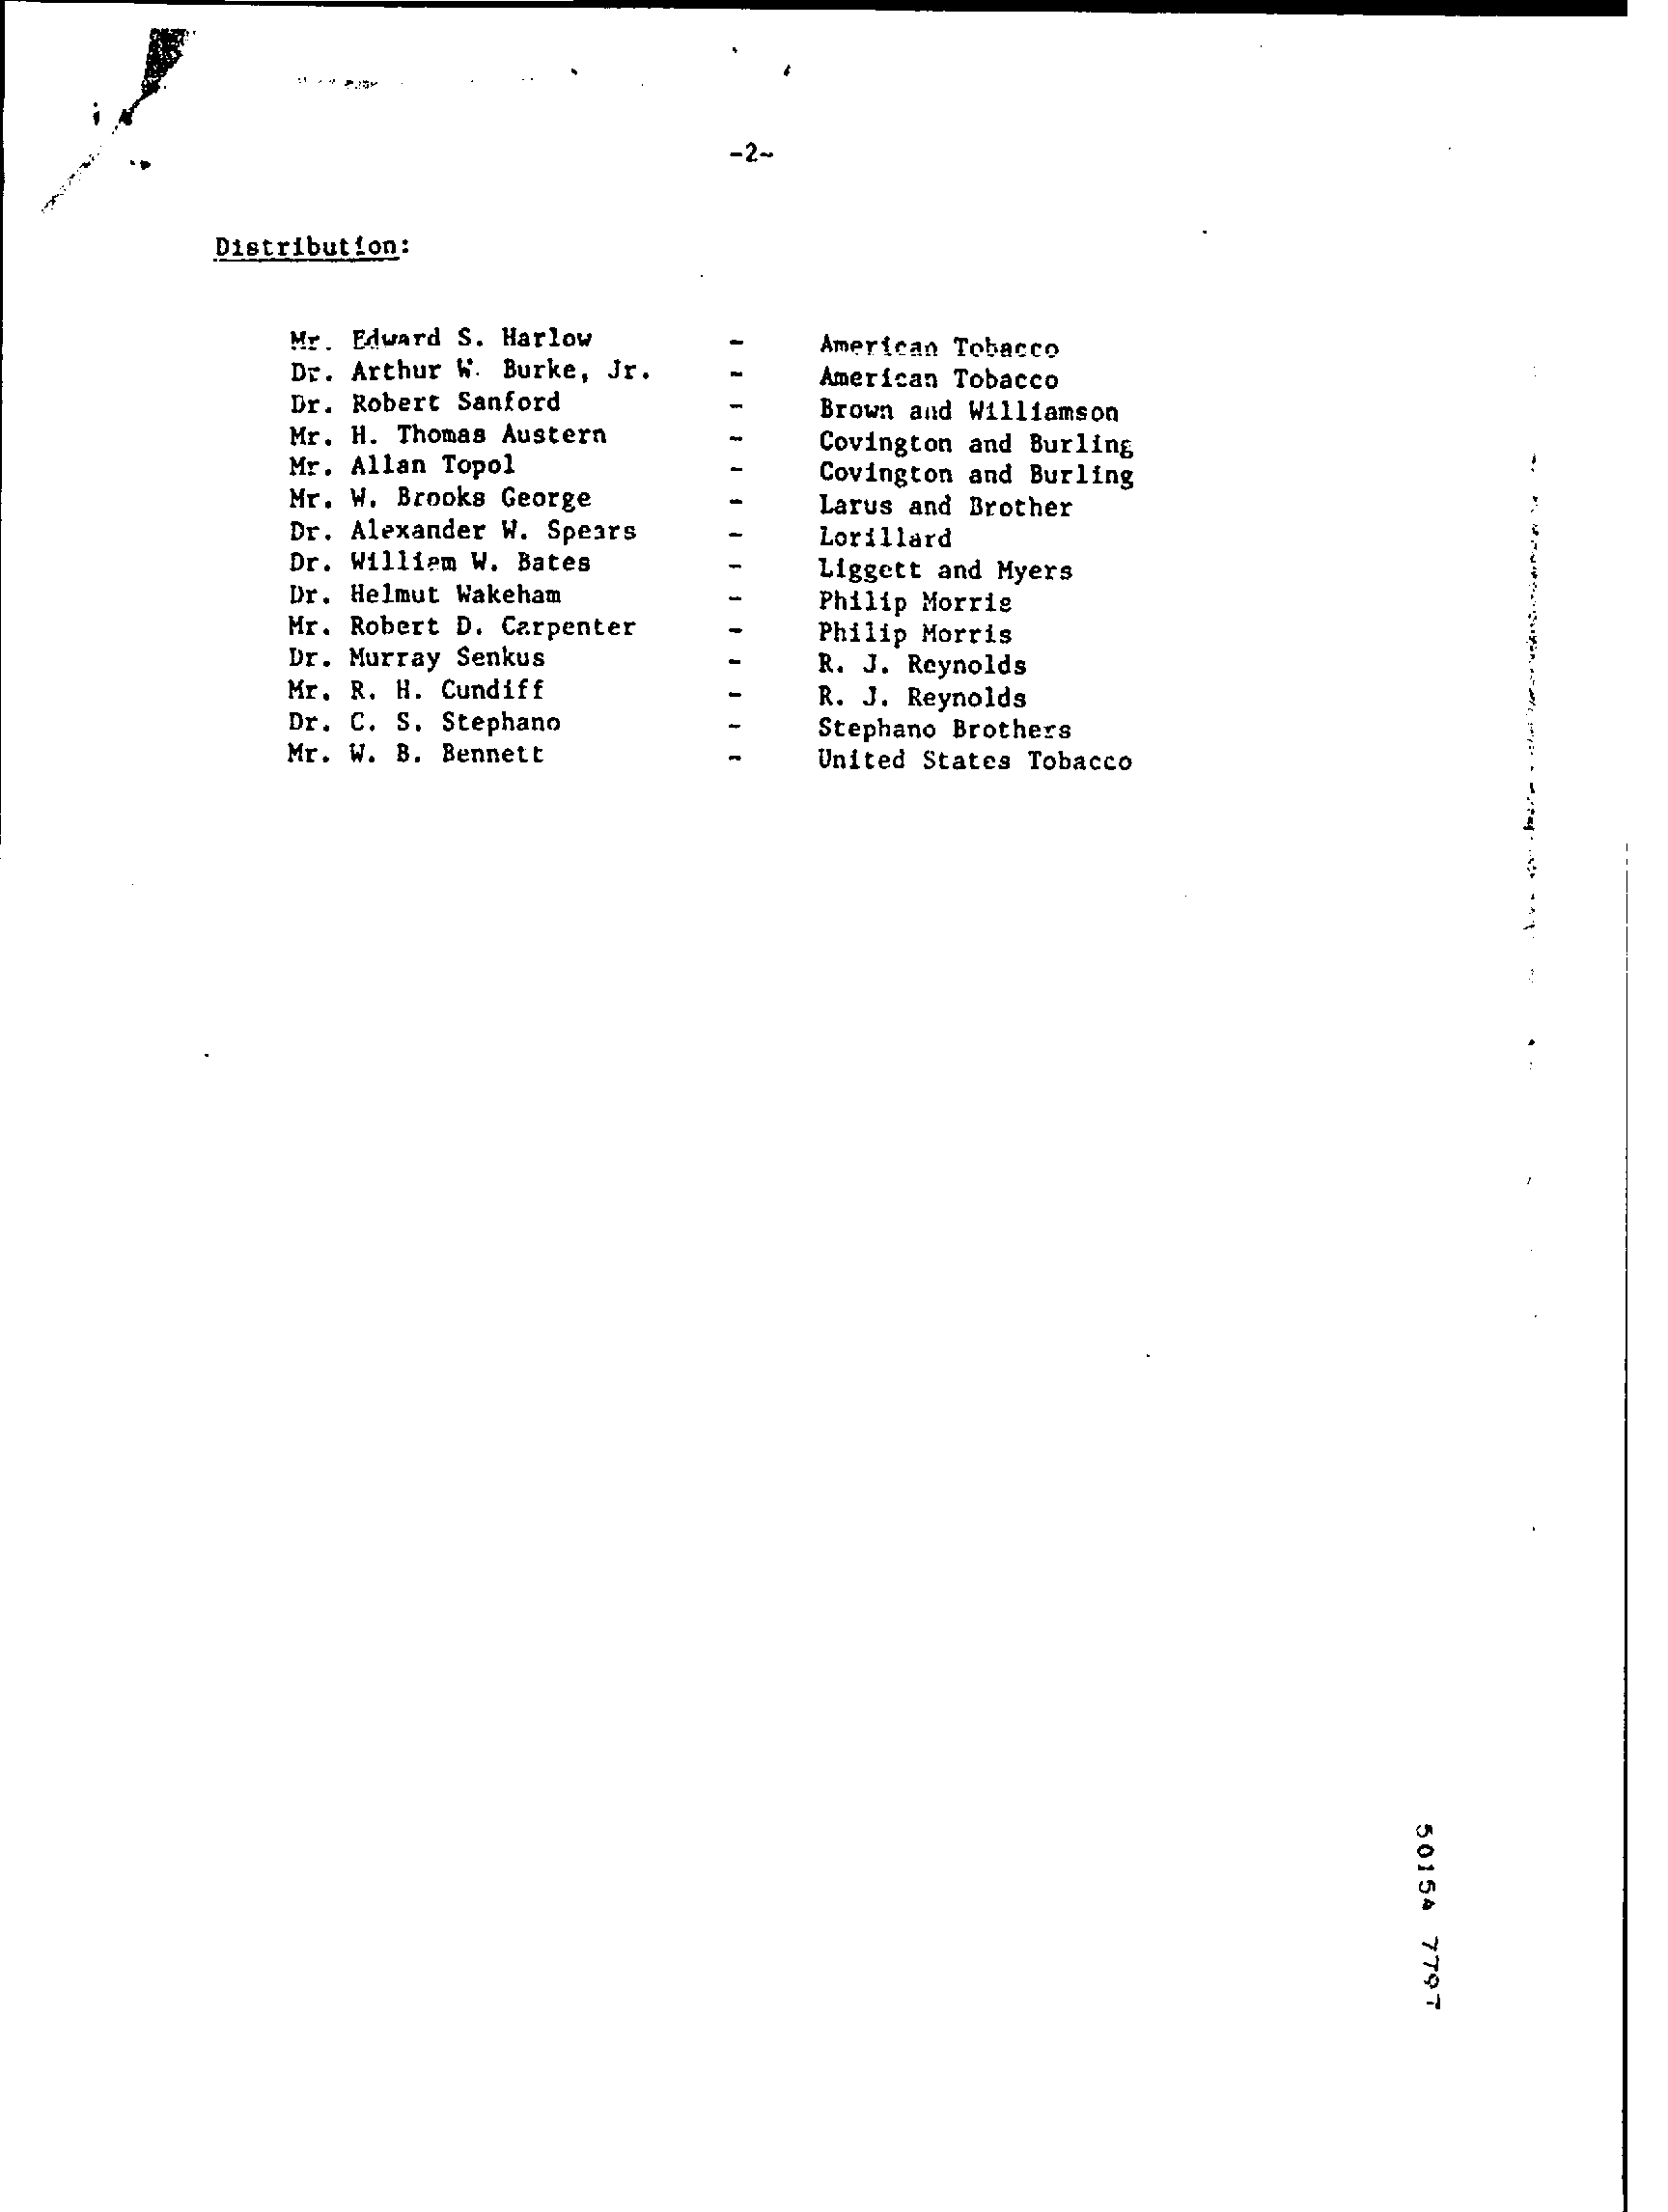 -2-
Distribution:
Mr. Edward S. Harlow - American Tobacco
Dr. Arthur W. Burke, Jr. - American Tobacco
Dr. Robert Sanford - Brown and Williamson
Mr. H. Thomas Austern - Covington and Burling
Mr. Allan Topol - Covington and Burling
Mr. W. Brooks George - Larus and Brother
Dr. Alexander W. Spears - Lorillard
Dr. William W. Bates - Liggett and Myers
Dr. Helmut Wakeham - Philip Morris
Mr. Robert D. Carpenter - Philip Morris
Dr. Murray Senkus - R. J. Reynolds
Mr. R. H. Cundiff - R. J. Reynolds
Dr. C. S. Stephano - Stephano Brothers
Mr. W. B. Bennett - United States Tobacco
50154 7797